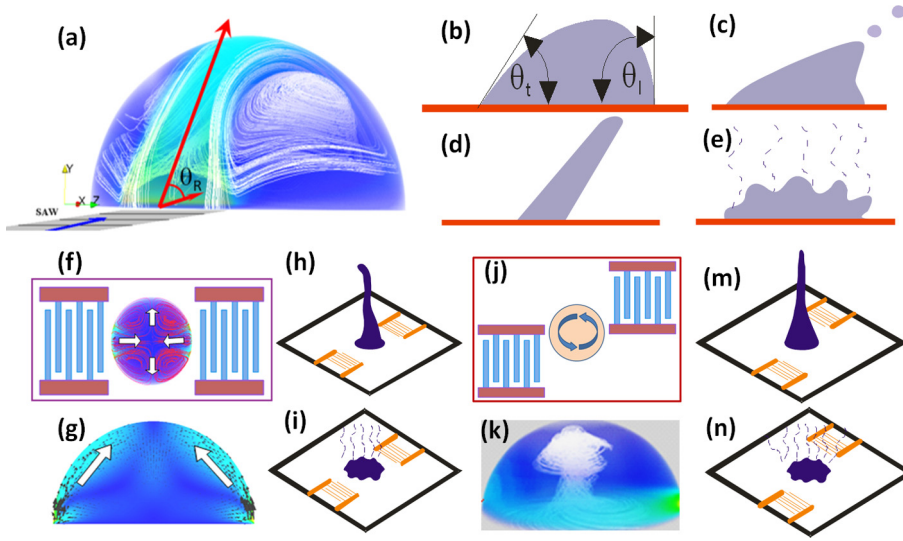 (a)
θR
Y
X
Z
SAW
(b)
θt
θl
(c)
(d)
(e)
(f)
(h)
(j)
(m)
(g)
(i)
(k)
(n)